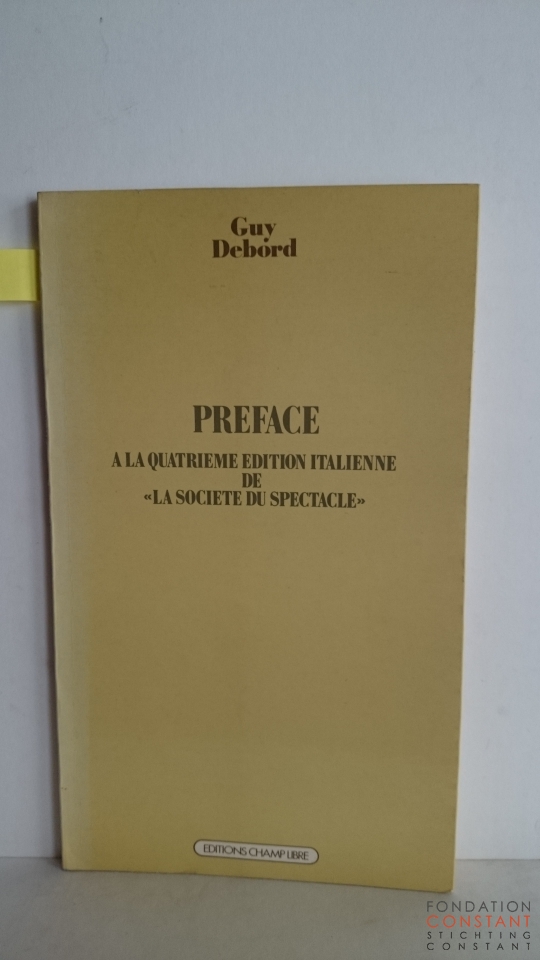 Guy
Debord
PREFACE
A LA QUATRIEME EDITION ITALIENNE
DE
«LA SOCIETE DU SPECTACLE»
EDITIONS CHAMP LIBRE
FONDATION
CONSTANT
STICHTING
CONSTANT